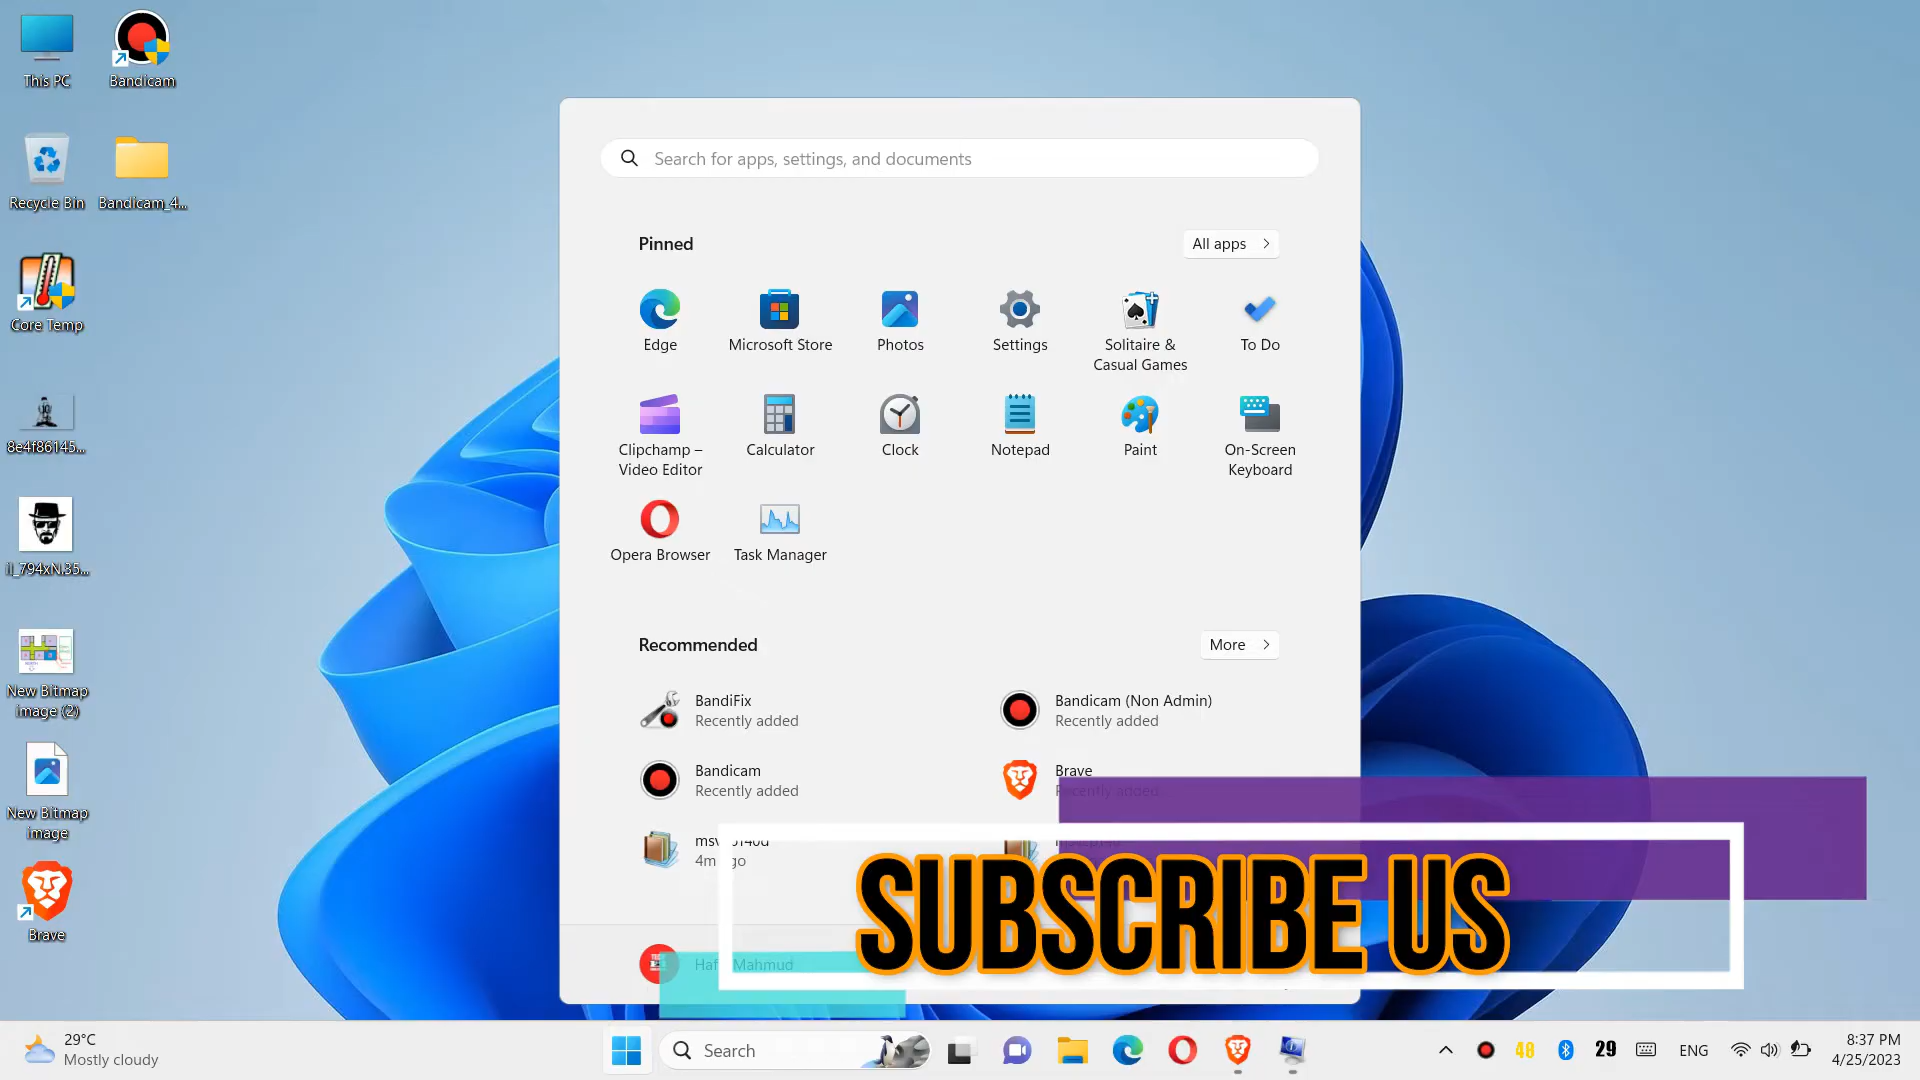 This PC
Bandicam
Recycle Bin
Bandicam_4...
Core Temp
8e4f86145...
New Bitmap
image (2)
New Bitmap
image
Brave
Search for apps, settings, and documents
Pinned
All apps
Edge
Microsoft Store
Photos
Settings
Solitaire &
Casual Games
To Do
Clipchamp –
Video Editor
Calculator
Clock
Notepad
Paint
On-Screen
Keyboard
Opera Browser
Task Manager
Recommended
More
BandiFix
Recently added
Bandicam (Non Admin)
Recently added
Bandicam
Recently added
Brave
Recently added
ago
Mahmud
SUBSCRIBE US
29°C
Mostly cloudy
Search
48
29
ENG
8:37 PM
4/25/2023